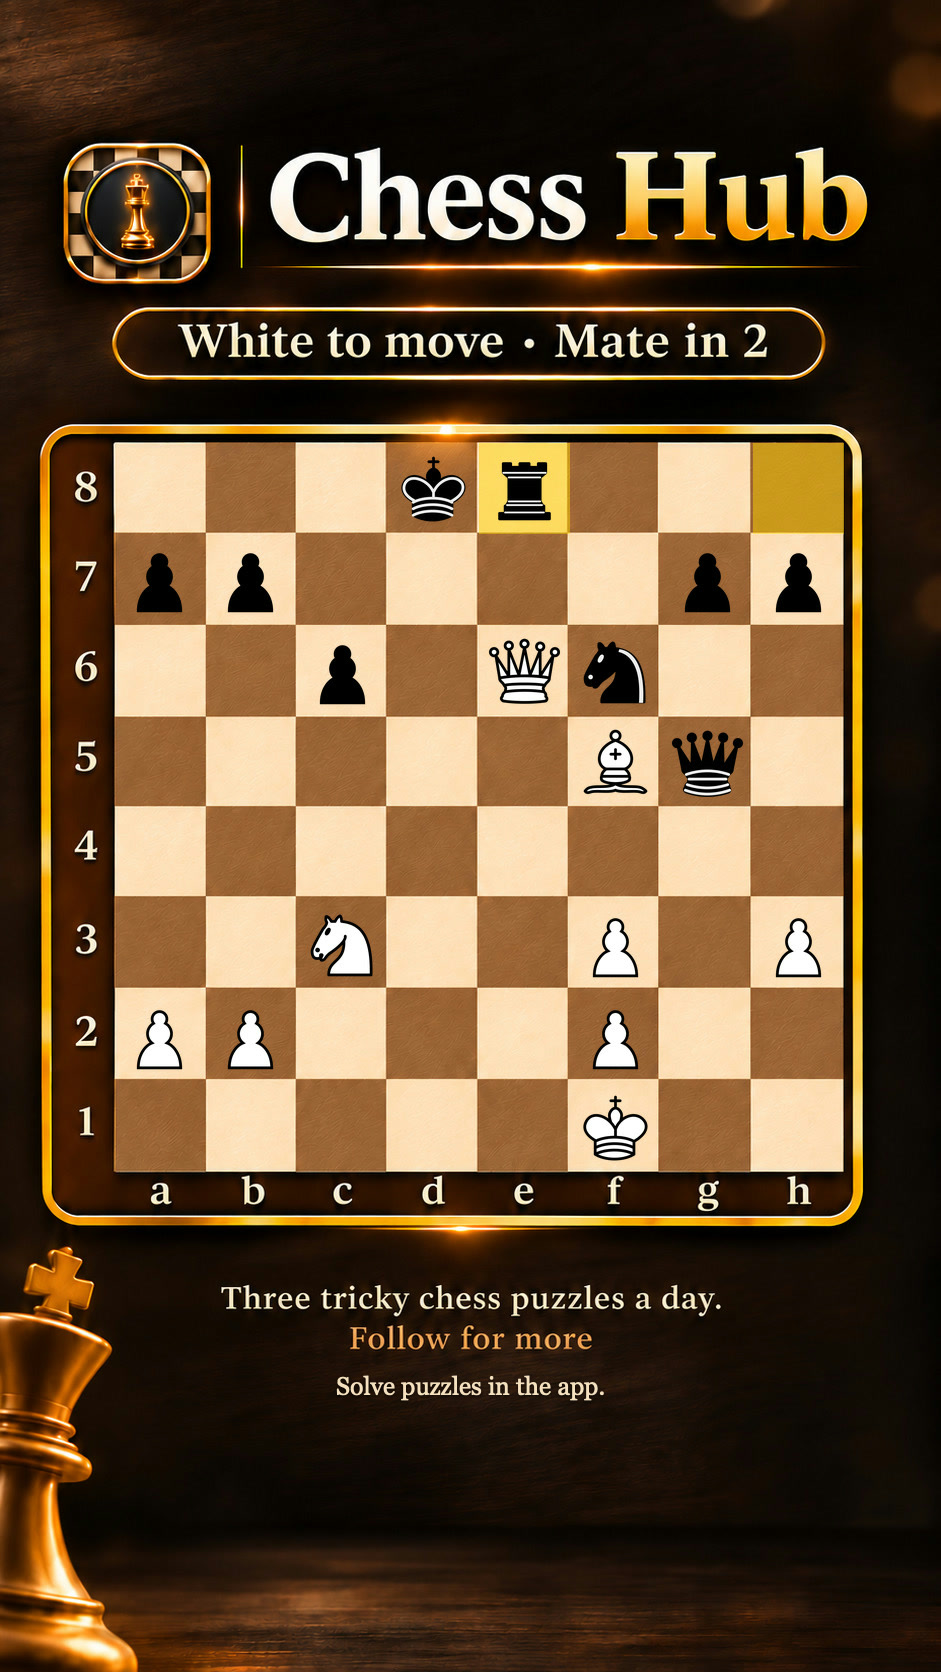 Chess Hub
White to move • Mate in 2
8
7
6
5
4
3
2
1
a b c d e f g h
Three tricky chess puzzles a day.
Follow for more
Solve puzzles in the app.